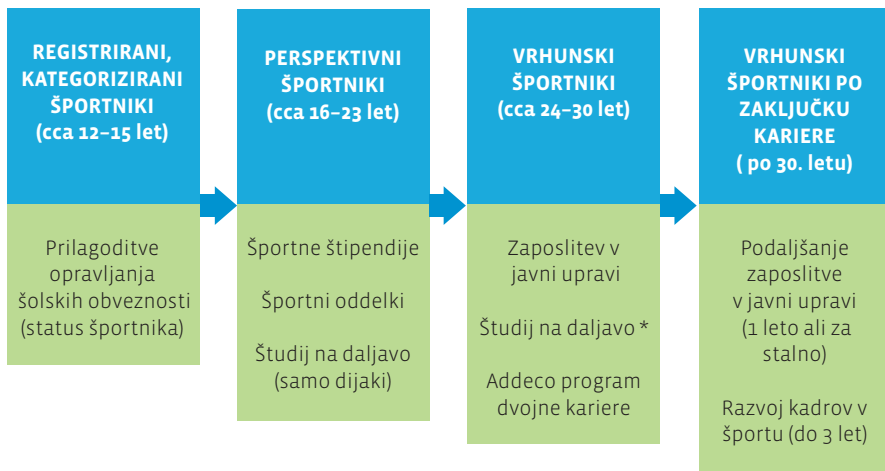 REGISTRIRANI,
KATEGORIZIRANI
ŠPORTNIKI
(cca 12–15 let)
Prilagoditve
opravljanja
šolskih obveznosti
(status športnika)
PERSPEKTIVNI
ŠPORTNIKI
(cca 16–23 let)
Športne štipendije
Športni oddelki
Študij na daljavo
(samo dijaki)
VRHUNSKI
ŠPORTNIKI
(cca 24–30 let)
Zaposlitev v
javni upravi
Študij na daljavo *
Addeco program
dvojne kariere
VRHUNSKI
ŠPORTNIKI PO
ZAKLJUČKU
KARIERE
( po 30. letu)
Podaljšanje
zaposlitve
v javni upravi
(1 leto ali za
stalno)
Razvoj kadrov v
športu (do 3 let)